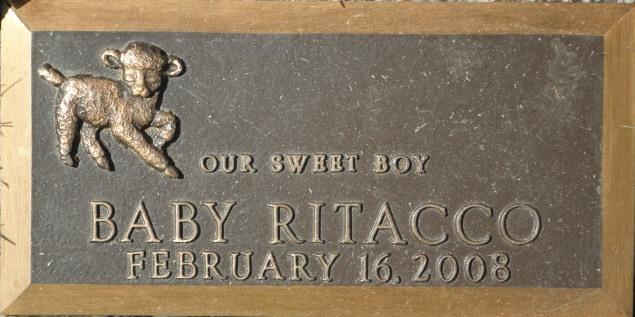 OUR SWEET BOY
BABY RITACCO
FEBRUARY 16, 2008